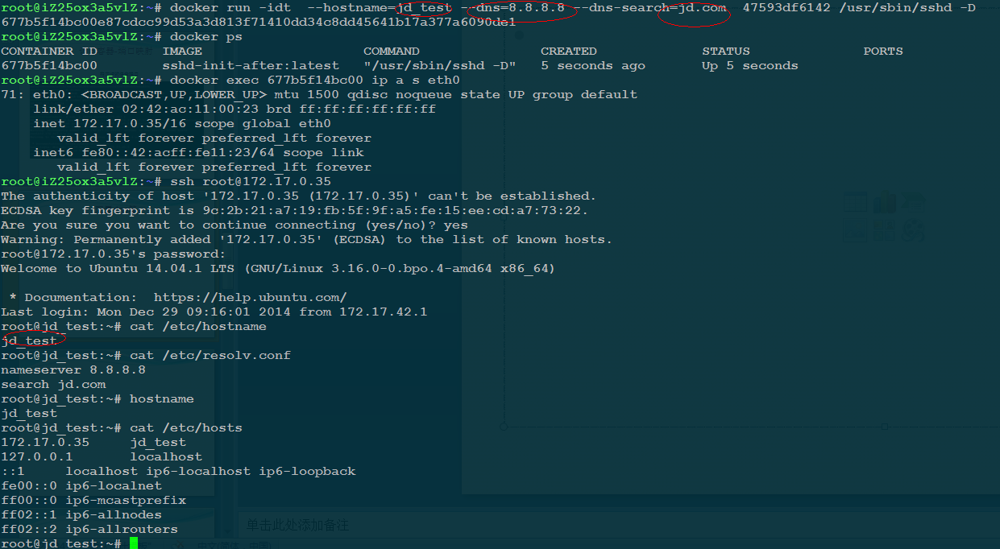 root@iZ25ox3a5vlZ:~# docker run -idt  --hostname=jd_test --dns=8.8.8.8 --dns-search=jd.com  47593df6142 /usr/sbin/sshd -D
677b5f14bc00e87cdcc99d53a3d813f71410dd34c8dd45641b17a377a6090de1
root@iZ25ox3a5vlZ:~# docker ps
CONTAINER ID        IMAGE                    COMMAND               CREATED             STATUS              PORTS
677b5f14bc00        sshd-init-after:latest   "/usr/sbin/sshd -D"   5 seconds ago       Up 5 seconds
root@iZ25ox3a5vlZ:~# docker exec 677b5f14bc00 ip a s eth0
71: eth0: <BROADCAST,UP,LOWER_UP> mtu 1500 qdisc noqueue state UP group default
    link/ether 02:42:ac:11:00:23 brd ff:ff:ff:ff:ff:ff
    inet 172.17.0.35/16 scope global eth0
       valid_lft forever preferred_lft forever
    inet6 fe80::42:acff:fe11:23/64 scope link
       valid_lft forever preferred_lft forever
root@iZ25ox3a5vlZ:~# ssh root@172.17.0.35
The authenticity of host '172.17.0.35 (172.17.0.35)' can't be established.
ECDSA key fingerprint is 9c:2b:21:a7:19:fb:5f:9f:a5:fe:15:ee:cd:a7:73:22.
Are you sure you want to continue connecting (yes/no)? yes
Warning: Permanently added '172.17.0.35' (ECDSA) to the list of known hosts.
root@172.17.0.35's password:
Welcome to Ubuntu 14.04.1 LTS (GNU/Linux 3.16.0-0.bpo.4-amd64 x86_64)

 * Documentation:  https://help.ubuntu.com/
Last login: Mon Dec 29 09:16:01 2014 from 172.17.42.1
root@jd_test:~# cat /etc/hostname
jd_test
root@jd_test:~# cat /etc/resolv.conf
nameserver 8.8.8.8
search jd.com
root@jd_test:~# hostname
jd_test
root@jd_test:~# cat /etc/hosts
172.17.0.35     jd_test
127.0.0.1       localhost
::1     localhost ip6-localhost ip6-loopback
fe00::0 ip6-localnet
ff00::0 ip6-mcastprefix
ff02::1 ip6-allnodes
ff02::2 ip6-allrouters
单击此处添加备注
root@jd_test:~#